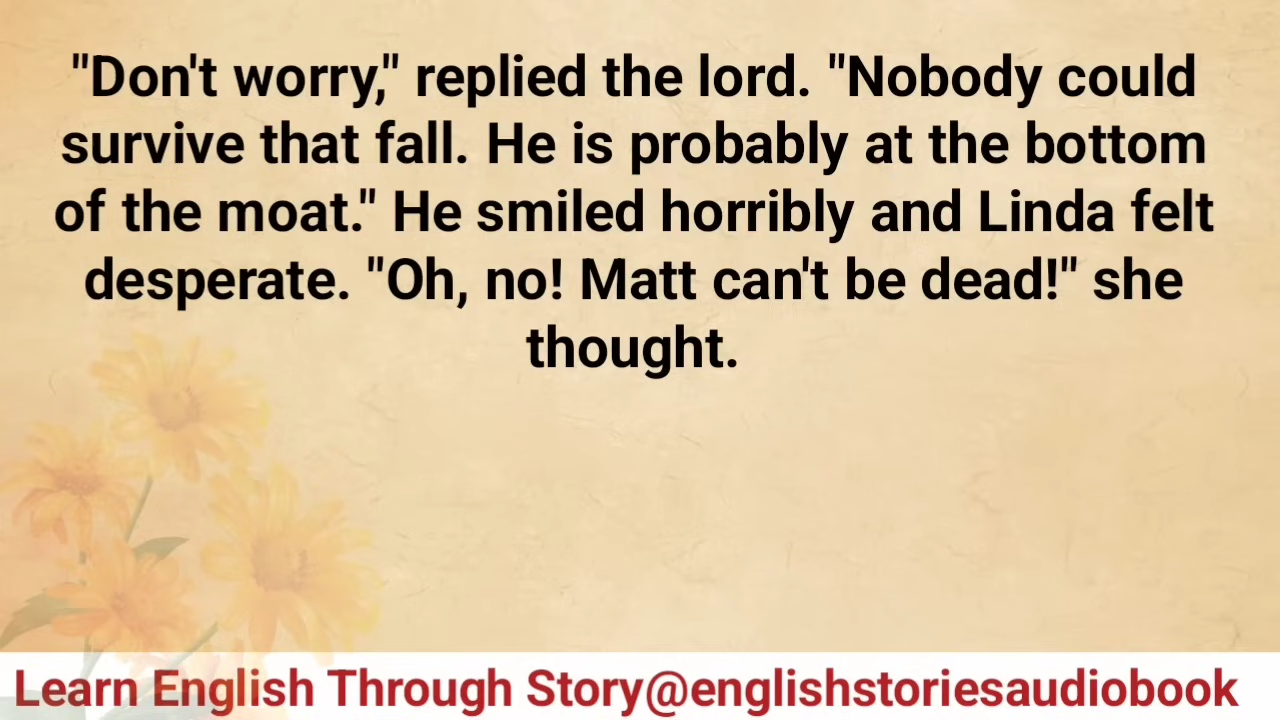 "Don't worry," replied the lord. "Nobody could
survive that fall. He is probably at the bottom
of the moat." He smiled horribly and Linda felt
desperate. "Oh, no! Matt can't be dead!" she
thought.
Learn English Through Story@englishstoriesaudiobook